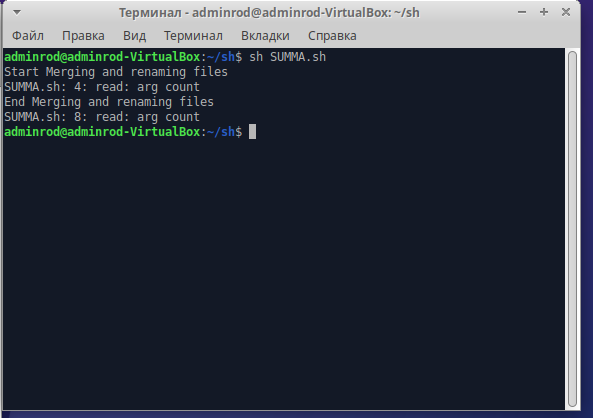 Терминал - adminrod@adminrod-VirtualBox: ~/sh
Файл Правка Вид Терминал Вкладки Справка
adminrod@adminrod-VirtualBox:~/sh$ sh SUMMA.sh
Start Merging and renaming files
SUMMA.sh: 4: read: arg count
End Merging and renaming files
SUMMA.sh: 8: read: arg count
adminrod@adminrod-VirtualBox:~/sh$